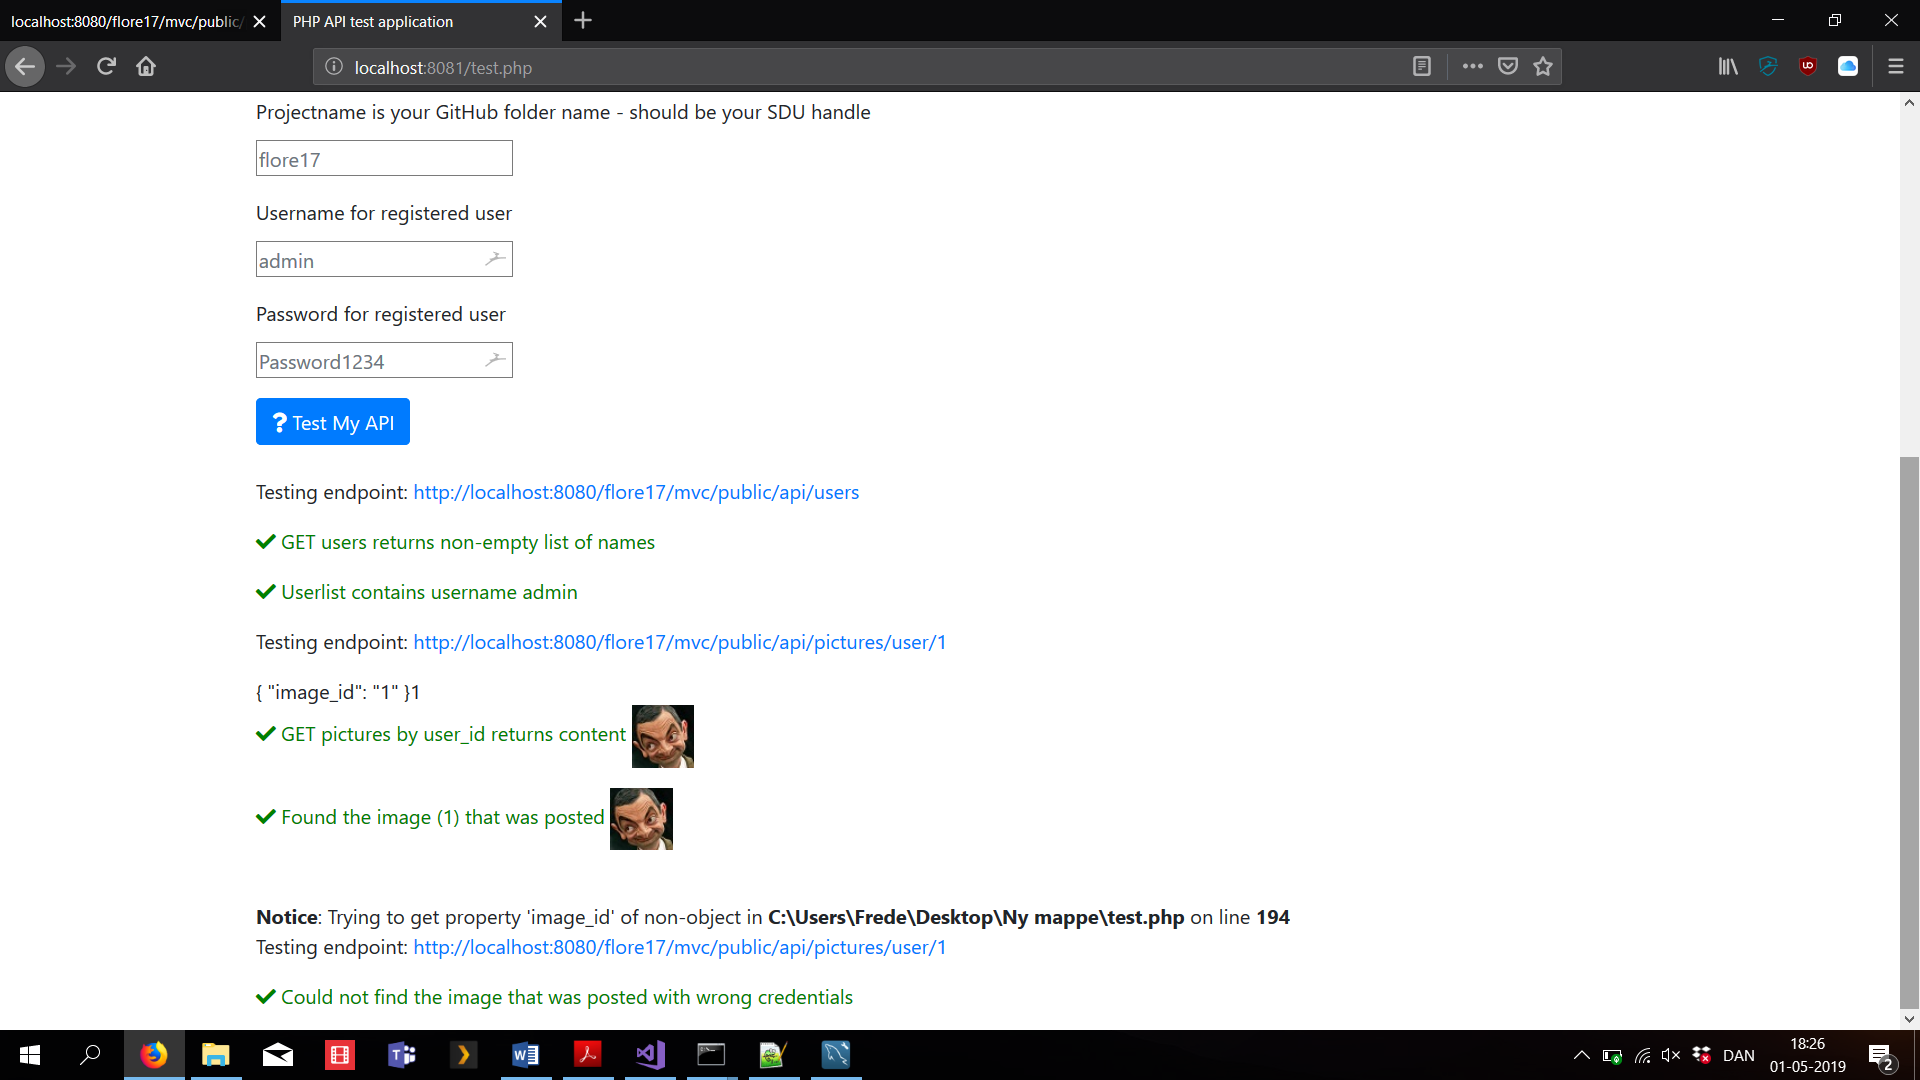 localhost:8080/flore17/mvc/public/
PHP API test application
localhost:8081/test.php
Projectname is your GitHub folder name - should be your SDU handle
flore17
Username for registered user
admin
Password for registered user
Password1234
? Test My API
Testing endpoint: http://localhost:8080/flore17/mvc/public/api/users
GET users returns non-empty list of names
Userlist contains username admin
Testing endpoint: http://localhost:8080/flore17/mvc/public/api/pictures/user/1
{ "image_id": "1" }1
GET pictures by user_id returns content
Found the image (1) that was posted
Notice: Trying to get property 'image_id' of non-object in C:\Users\Frede\Desktop\Ny mappe\test.php on line 194
Testing endpoint: http://localhost:8080/flore17/mvc/public/api/pictures/user/1
Could not find the image that was posted with wrong credentials
DAN
18:26
01-05-2019
2